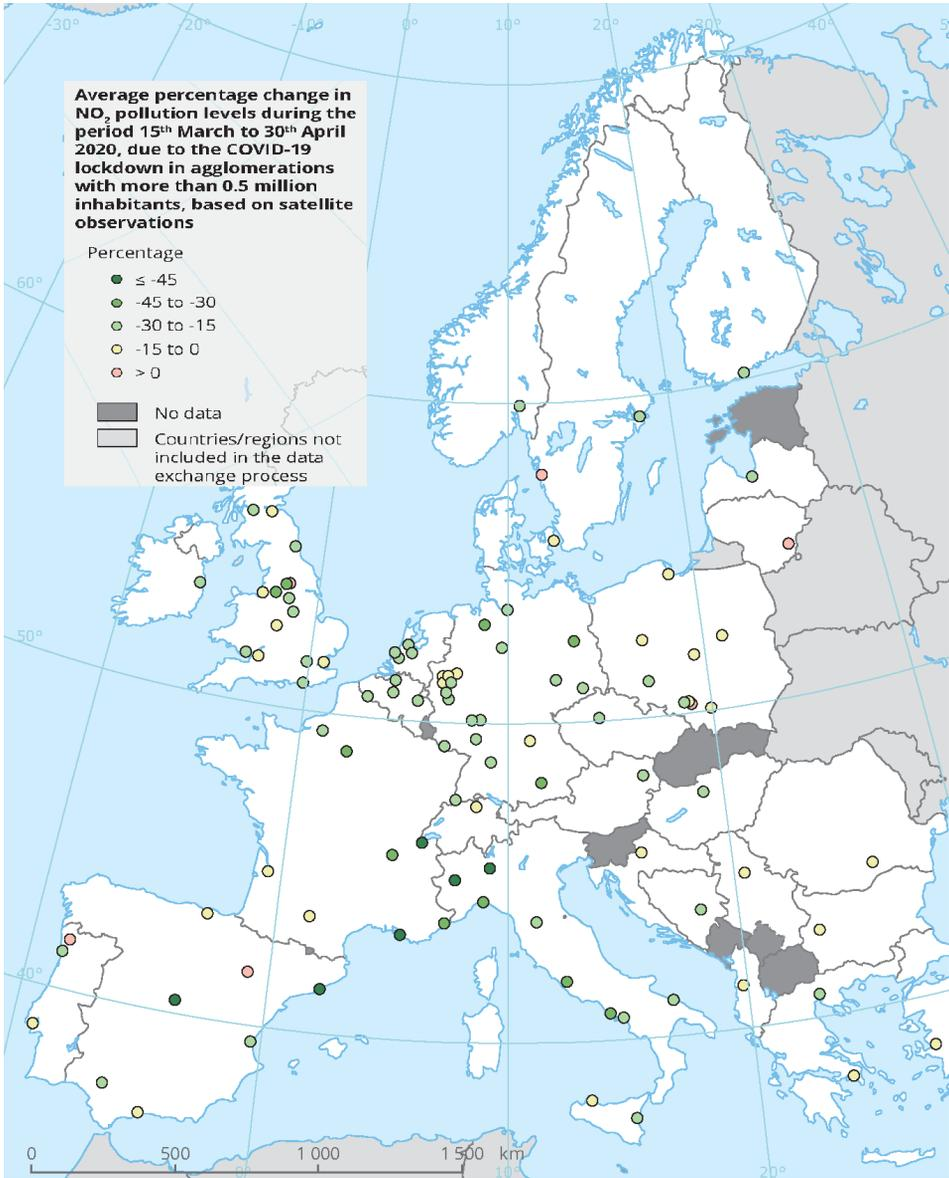 -30°
-20°
-10°
0°
10°
20°
30°
40°
Average percentage change in
NO₂ pollution levels during the
period 15ᵗʰ March to 30ᵗʰ April
2020, due to the COVID-19
lockdown in agglomerations
with more than 0.5 million
inhabitants, based on satellite
observations
Percentage
≤ -45
-45 to -30
-30 to -15
-15 to 0
> 0
No data
Countries/regions not
included in the data
exchange process
60°
50°
40°
0 500 1 000 1 500 km
0°
10°
20°